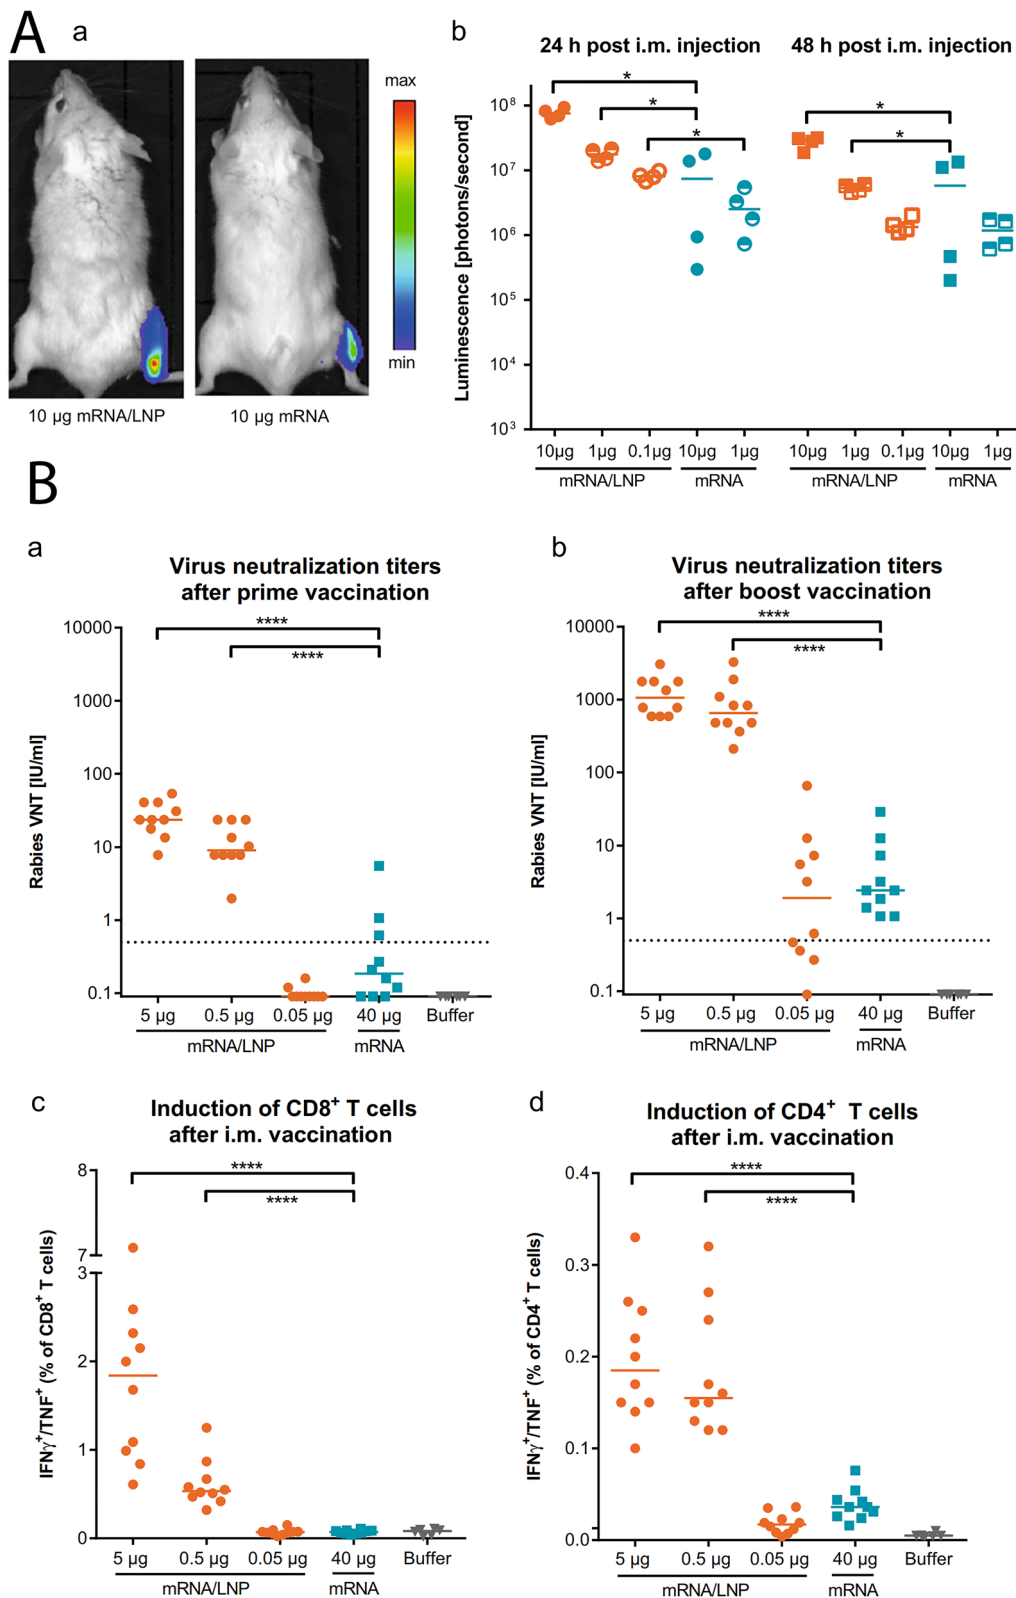 A
a
max
min
10 µg mRNA/LNP
10 µg mRNA
b
24 h post i.m. injection
48 h post i.m. injection
Luminescence [photons/second]
10⁸
10⁷
10⁶
10⁵
10⁴
10³
*
*
*
*
*
10µg 1µg 0.1µg 10µg 1µg
mRNA/LNP mRNA
10µg 1µg 0.1µg 10µg 1µg
mRNA/LNP mRNA
B
a
Virus neutralization titers
after prime vaccination
Rabies VNT [IU/ml]
10000
1000
100
10
1
0.1
****
****
5 µg 0.5 µg 0.05 µg 40 µg Buffer
mRNA/LNP mRNA
b
Virus neutralization titers
after boost vaccination
Rabies VNT [IU/ml]
10000
1000
100
10
1
0.1
****
****
5 µg 0.5 µg 0.05 µg 40 µg Buffer
mRNA/LNP mRNA
c
Induction of CD8⁺ T cells
after i.m. vaccination
IFNγ⁺/TNF⁺ (% of CD8⁺ T cells)
8
7
3
2
1
0
****
****
5 µg 0.5 µg 0.05 µg 40 µg Buffer
mRNA/LNP mRNA
d
Induction of CD4⁺ T cells
after i.m. vaccination
IFNγ⁺/TNF⁺ (% of CD4⁺ T cells)
0.4
0.3
0.2
0.1
0.0
****
****
5 µg 0.5 µg 0.05 µg 40 µg Buffer
mRNA/LNP mRNA